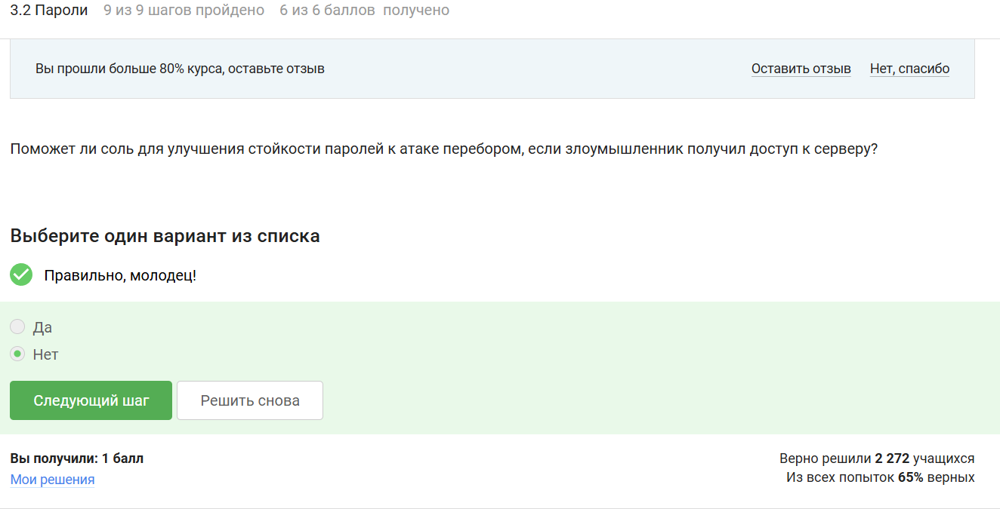 3.2 Пароли 9 из 9 шагов пройдено 6 из 6 баллов получено
Вы прошли больше 80% курса, оставьте отзыв Оставить отзыв Нет, спасибо
Поможет ли соль для улучшения стойкости паролей к атаке перебором, если злоумышленник получил доступ к серверу?
Выберите один вариант из списка
Правильно, молодец!
Да
Нет
Следующий шаг Решить снова
Вы получили: 1 балл Верно решили 2 272 учащихся
Мои решения Из всех попыток 65% верных